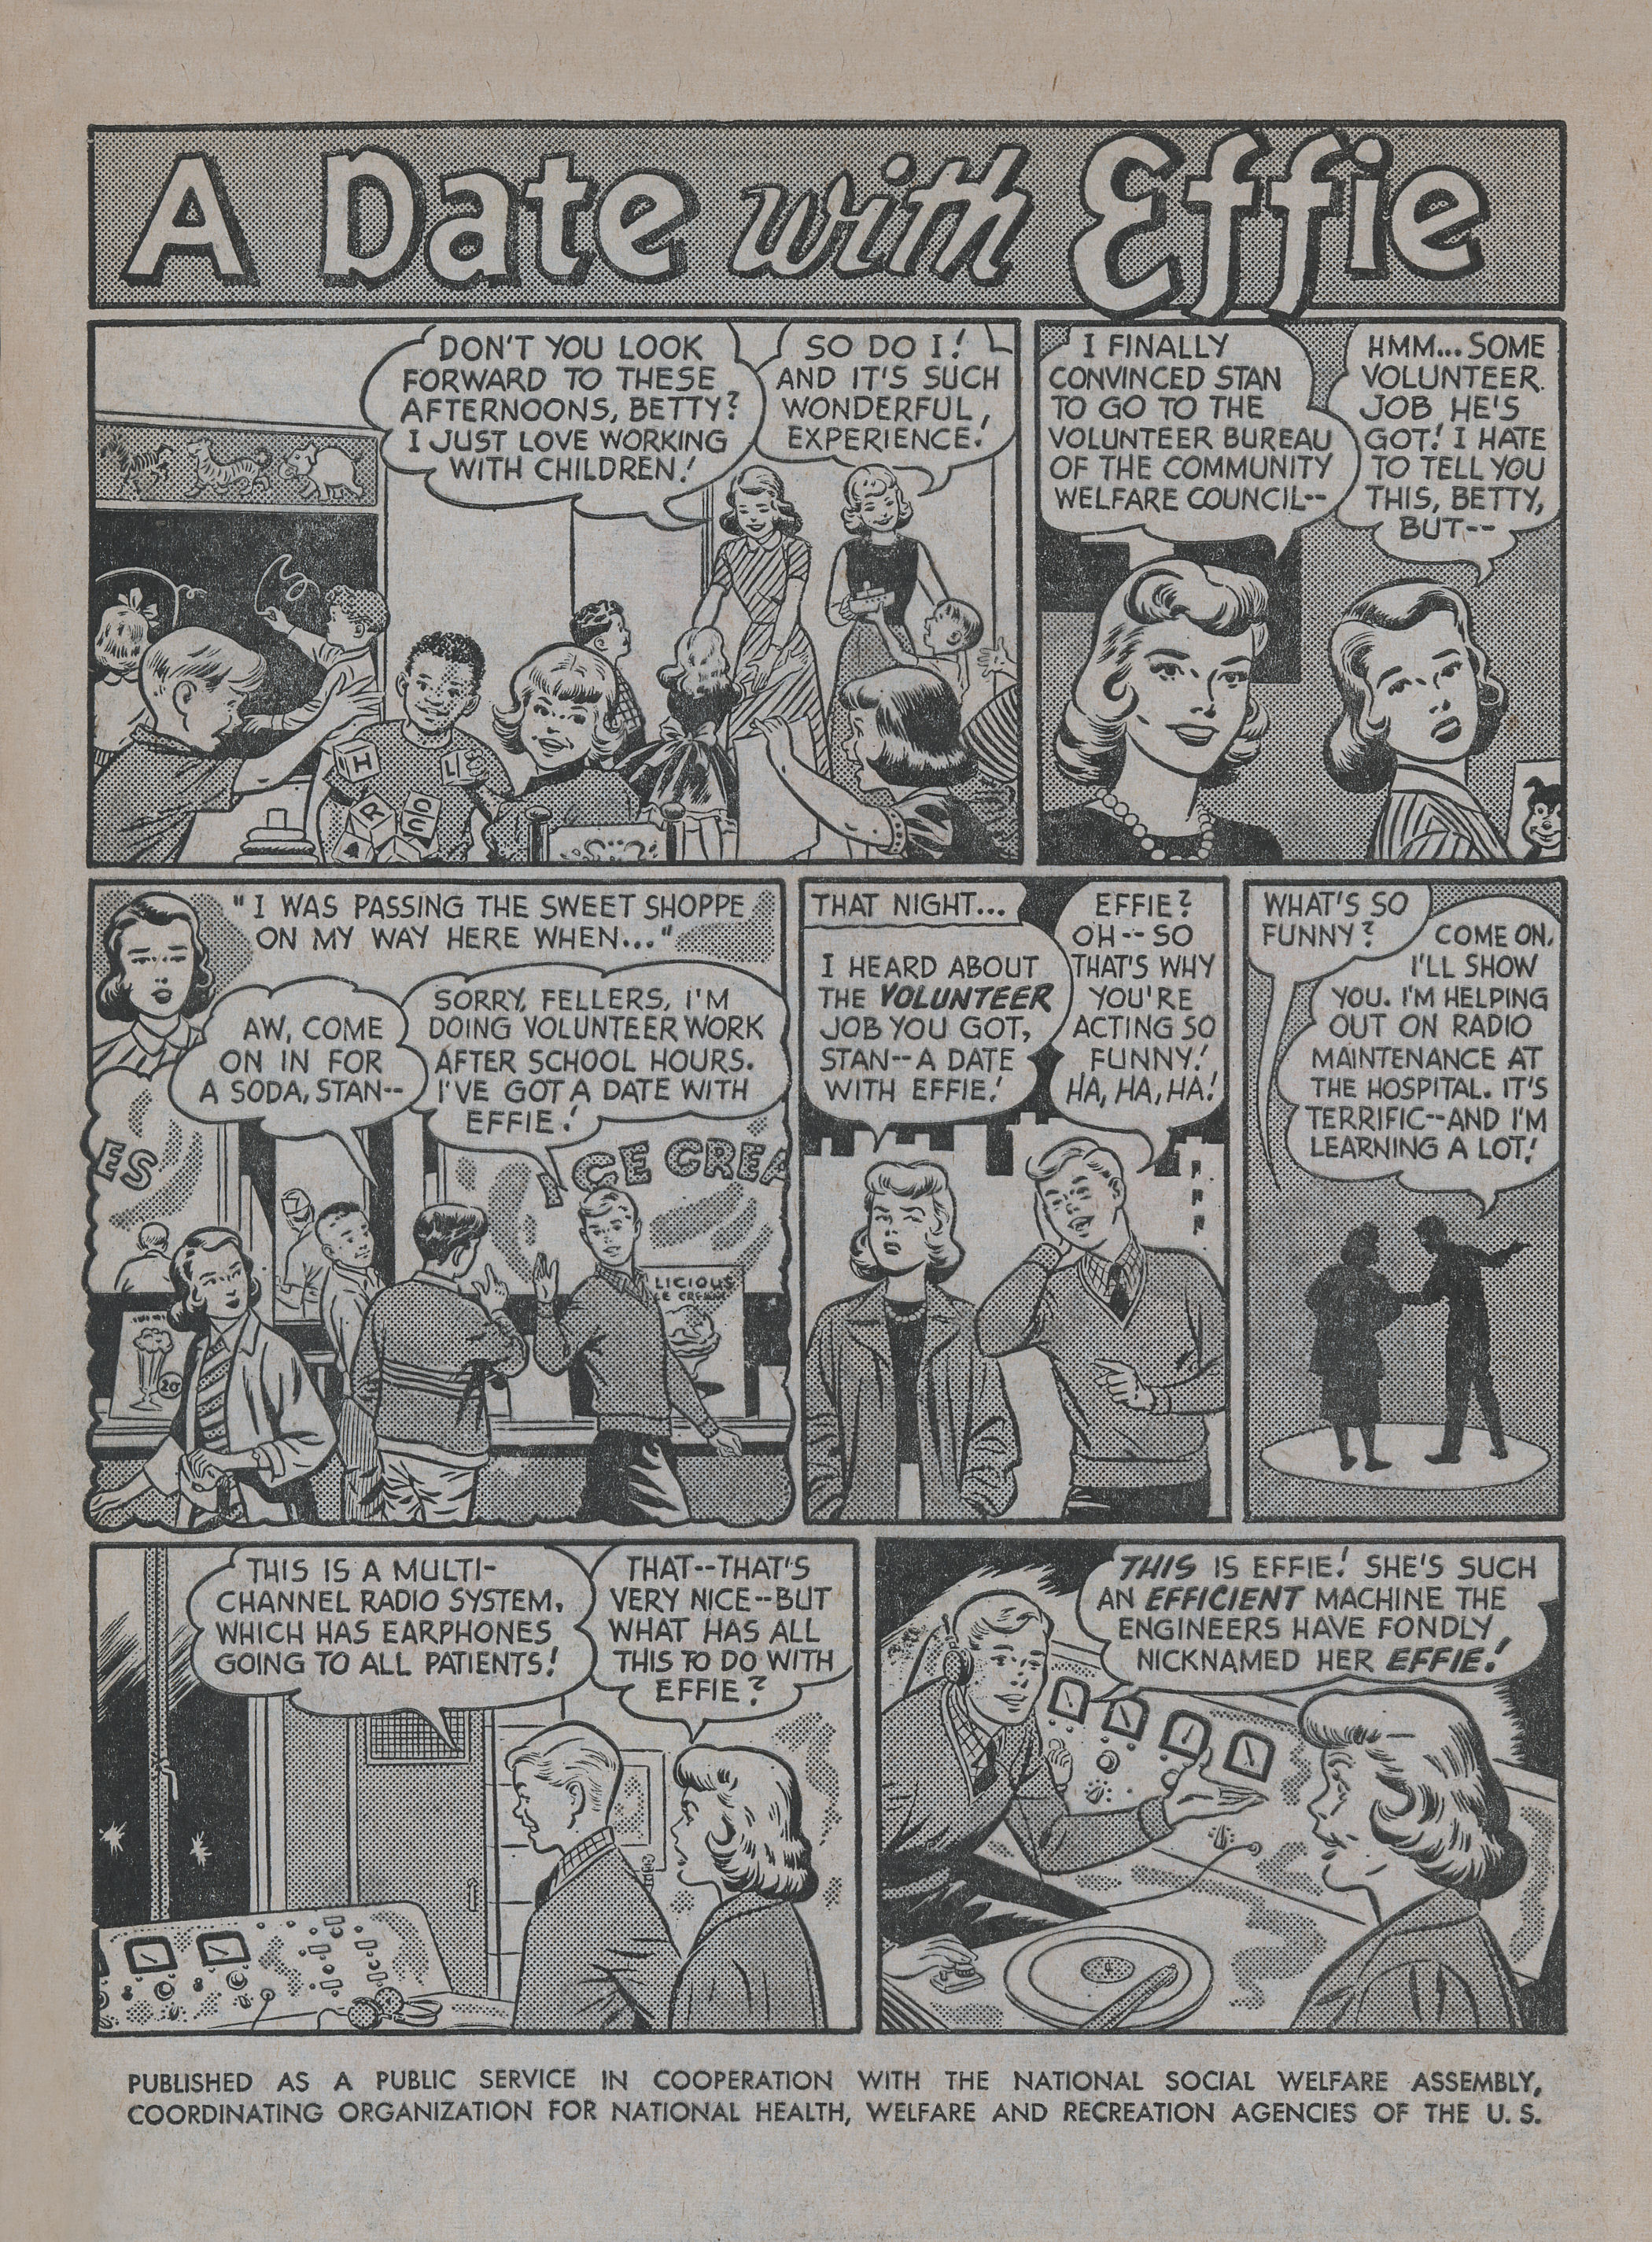 A Date with Effie
DON'T YOU LOOK
FORWARD TO THESE
AFTERNOONS, BETTY?
I JUST LOVE WORKING
WITH CHILDREN!
SO DO I!
AND IT'S SUCH
WONDERFUL
EXPERIENCE!
H
L
R
O
C
I FINALLY
CONVINCED STAN
TO GO TO THE
VOLUNTEER BUREAU
OF THE COMMUNITY
WELFARE COUNCIL--
HMM... SOME
VOLUNTEER
JOB HE'S
GOT! I HATE
TO TELL YOU
THIS, BETTY,
BUT--
"I WAS PASSING THE SWEET SHOPPE
ON MY WAY HERE WHEN..."
AW, COME
ON IN FOR
A SODA, STAN--
SORRY, FELLERS, I'M
DOING VOLUNTEER WORK
AFTER SCHOOL HOURS.
I'VE GOT A DATE WITH
EFFIE!
ES
ICE CREA
LICIOUS
CE CREAM
20¢
THAT NIGHT...
I HEARD ABOUT
THE VOLUNTEER
JOB YOU GOT,
STAN--A DATE
WITH EFFIE!
EFFIE?
OH-- SO
THAT'S WHY
YOU'RE
ACTING SO
FUNNY!
HA, HA, HA!
WHAT'S SO
FUNNY?
COME ON,
I'LL SHOW
YOU. I'M HELPING
OUT ON RADIO
MAINTENANCE AT
THE HOSPITAL. IT'S
TERRIFIC--AND I'M
LEARNING A LOT!
THIS IS A MULTI-
CHANNEL RADIO SYSTEM,
WHICH HAS EARPHONES
GOING TO ALL PATIENTS!
THAT--THAT'S
VERY NICE--BUT
WHAT HAS ALL
THIS TO DO WITH
EFFIE?
THIS IS EFFIE! SHE'S SUCH
AN EFFICIENT MACHINE THE
ENGINEERS HAVE FONDLY
NICKNAMED HER EFFIE!
PUBLISHED AS A PUBLIC SERVICE IN COOPERATION WITH THE NATIONAL SOCIAL WELFARE ASSEMBLY,
COORDINATING ORGANIZATION FOR NATIONAL HEALTH, WELFARE AND RECREATION AGENCIES OF THE U. S.